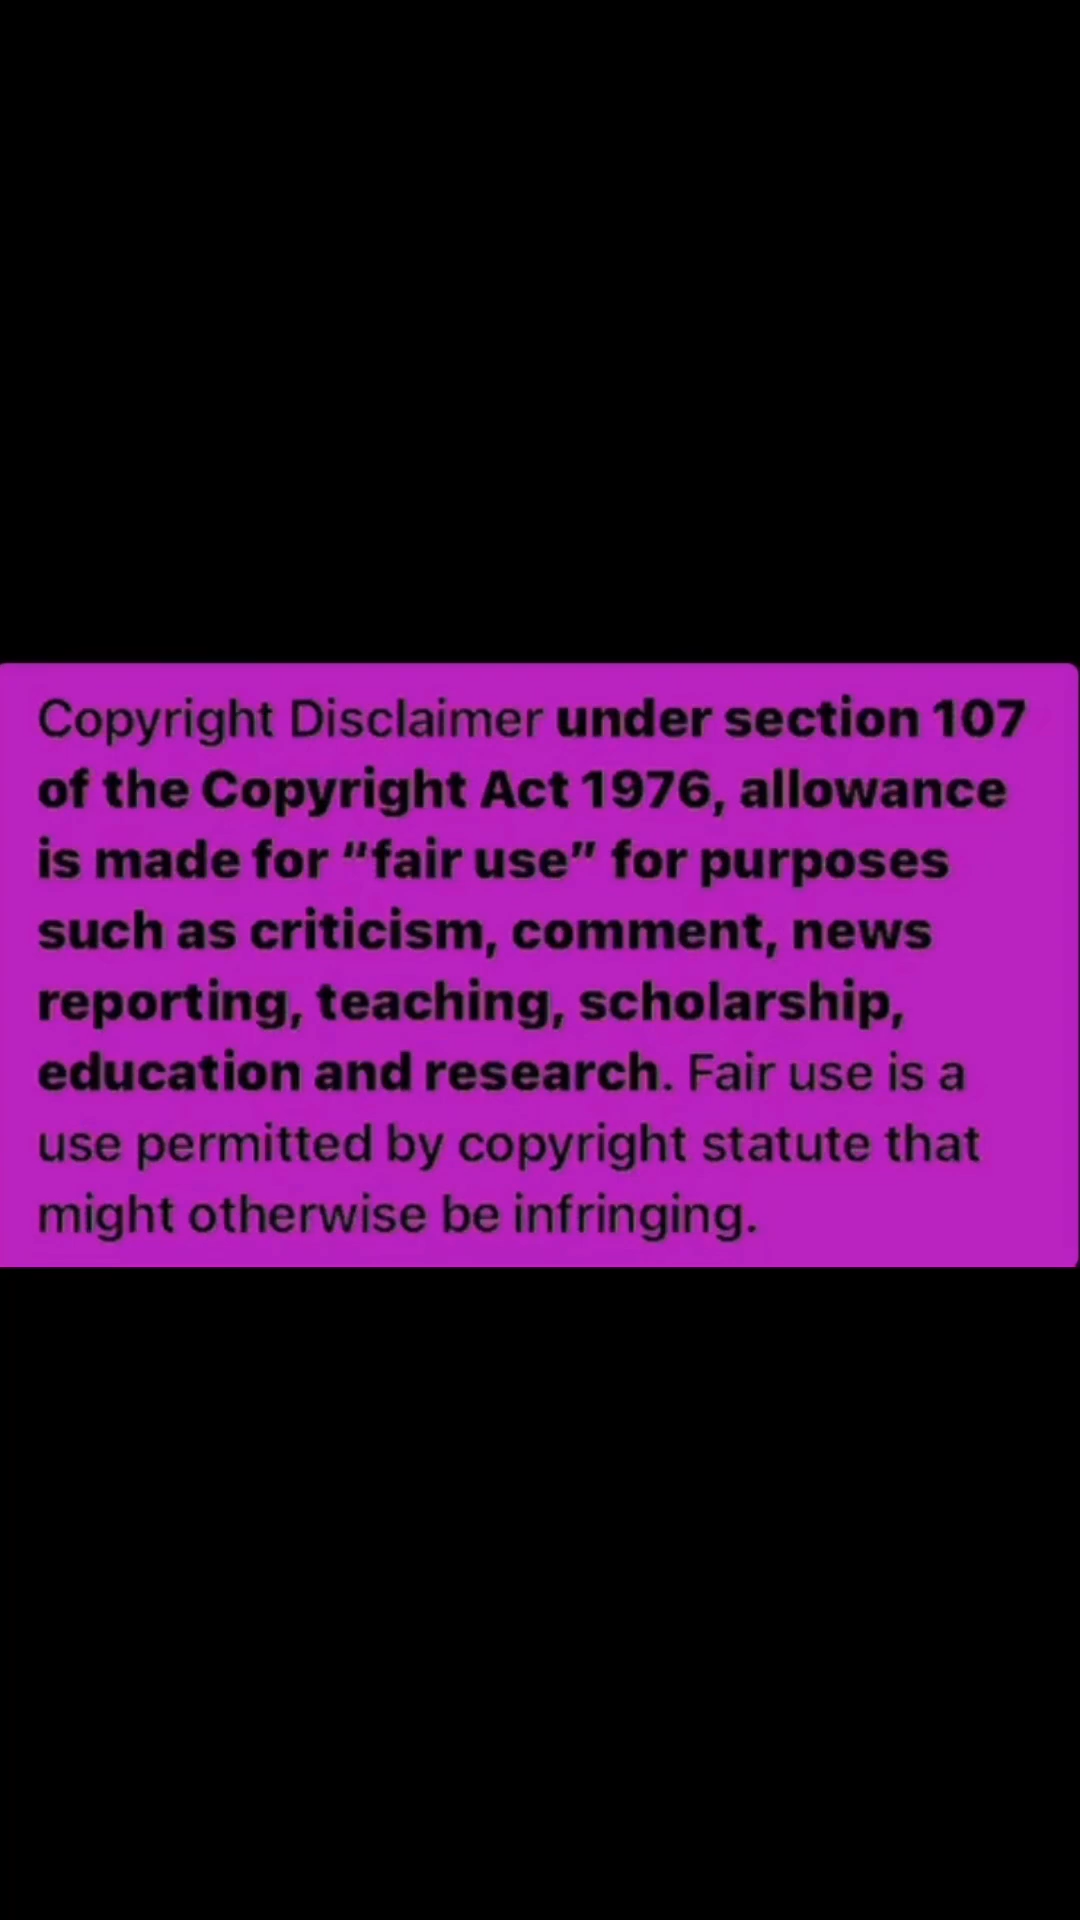 Copyright Disclaimer under section 107
of the Copyright Act 1976, allowance
is made for “fair use” for purposes
such as criticism, comment, news
reporting, teaching, scholarship,
education and research. Fair use is a
use permitted by copyright statute that
might otherwise be infringing.